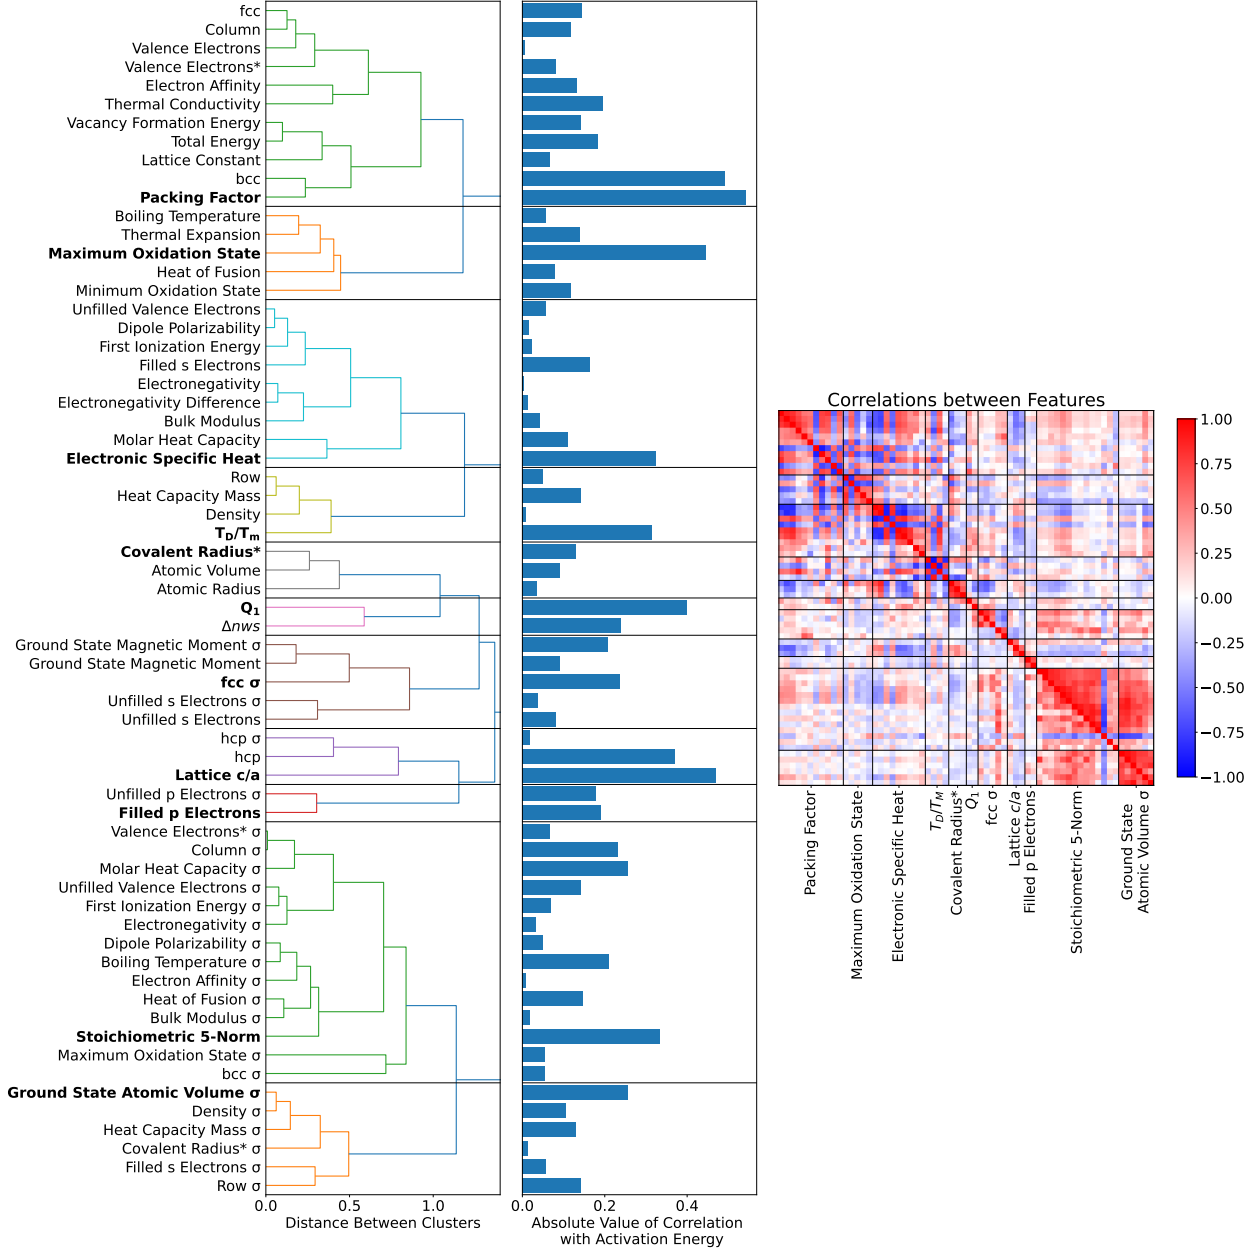 fcc
Column
Valence Electrons
Valence Electrons*
Electron Affinity
Thermal Conductivity
Vacancy Formation Energy
Total Energy
Lattice Constant
bcc
Packing Factor
Boiling Temperature
Thermal Expansion
Maximum Oxidation State
Heat of Fusion
Minimum Oxidation State
Unfilled Valence Electrons
Dipole Polarizability
First Ionization Energy
Filled s Electrons
Electronegativity
Electronegativity Difference
Bulk Modulus
Molar Heat Capacity
Electronic Specific Heat
Row
Heat Capacity Mass
Density
T_D/T_m
Covalent Radius*
Atomic Volume
Atomic Radius
Q_1
Δnws
Ground State Magnetic Moment σ
Ground State Magnetic Moment
fcc σ
Unfilled s Electrons σ
Unfilled s Electrons
hcp σ
hcp
Lattice c/a
Unfilled p Electrons σ
Filled p Electrons
Valence Electrons* σ
Column σ
Molar Heat Capacity σ
Unfilled Valence Electrons σ
First Ionization Energy σ
Electronegativity σ
Dipole Polarizability σ
Boiling Temperature σ
Electron Affinity σ
Heat of Fusion σ
Bulk Modulus σ
Stoichiometric 5-Norm
Maximum Oxidation State σ
bcc σ
Ground State Atomic Volume σ
Density σ
Heat Capacity Mass σ
Covalent Radius* σ
Filled s Electrons σ
Row σ
0.0 0.5 1.0
Distance Between Clusters
0.0 0.2 0.4
Absolute Value of Correlation
with Activation Energy
Correlations between Features
1.00
0.75
0.50
0.25
0.00
−0.25
−0.50
−0.75
−1.00
Packing Factor
Maximum Oxidation State
Electronic Specific Heat
T_D/T_M
Covalent Radius*
Q_1
fcc σ
Lattice c/a
Filled p Electrons
Stoichiometric 5-Norm
Ground State
Atomic Volume σ